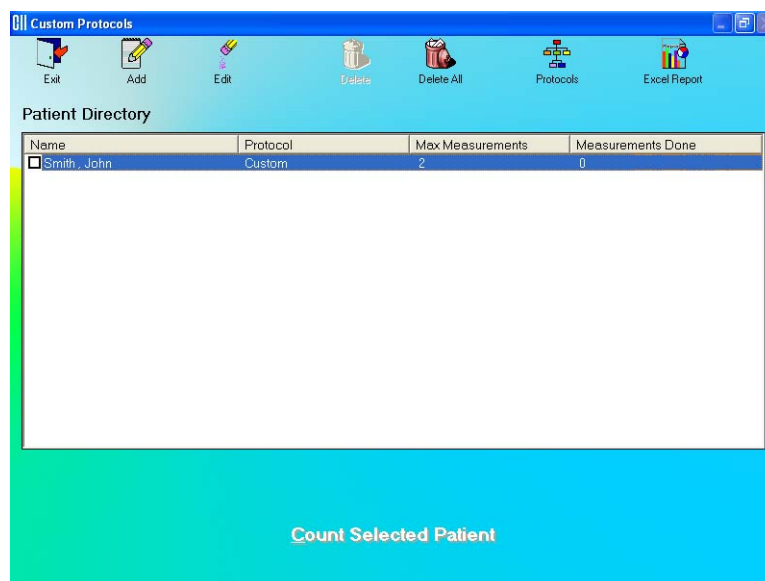 Custom Protocols
Exit Add Edit Delete Delete All Protocols Excel Report
Patient Directory
Name Protocol Max Measurements Measurements Done
Smith , John Custom 2 0
Count Selected Patient